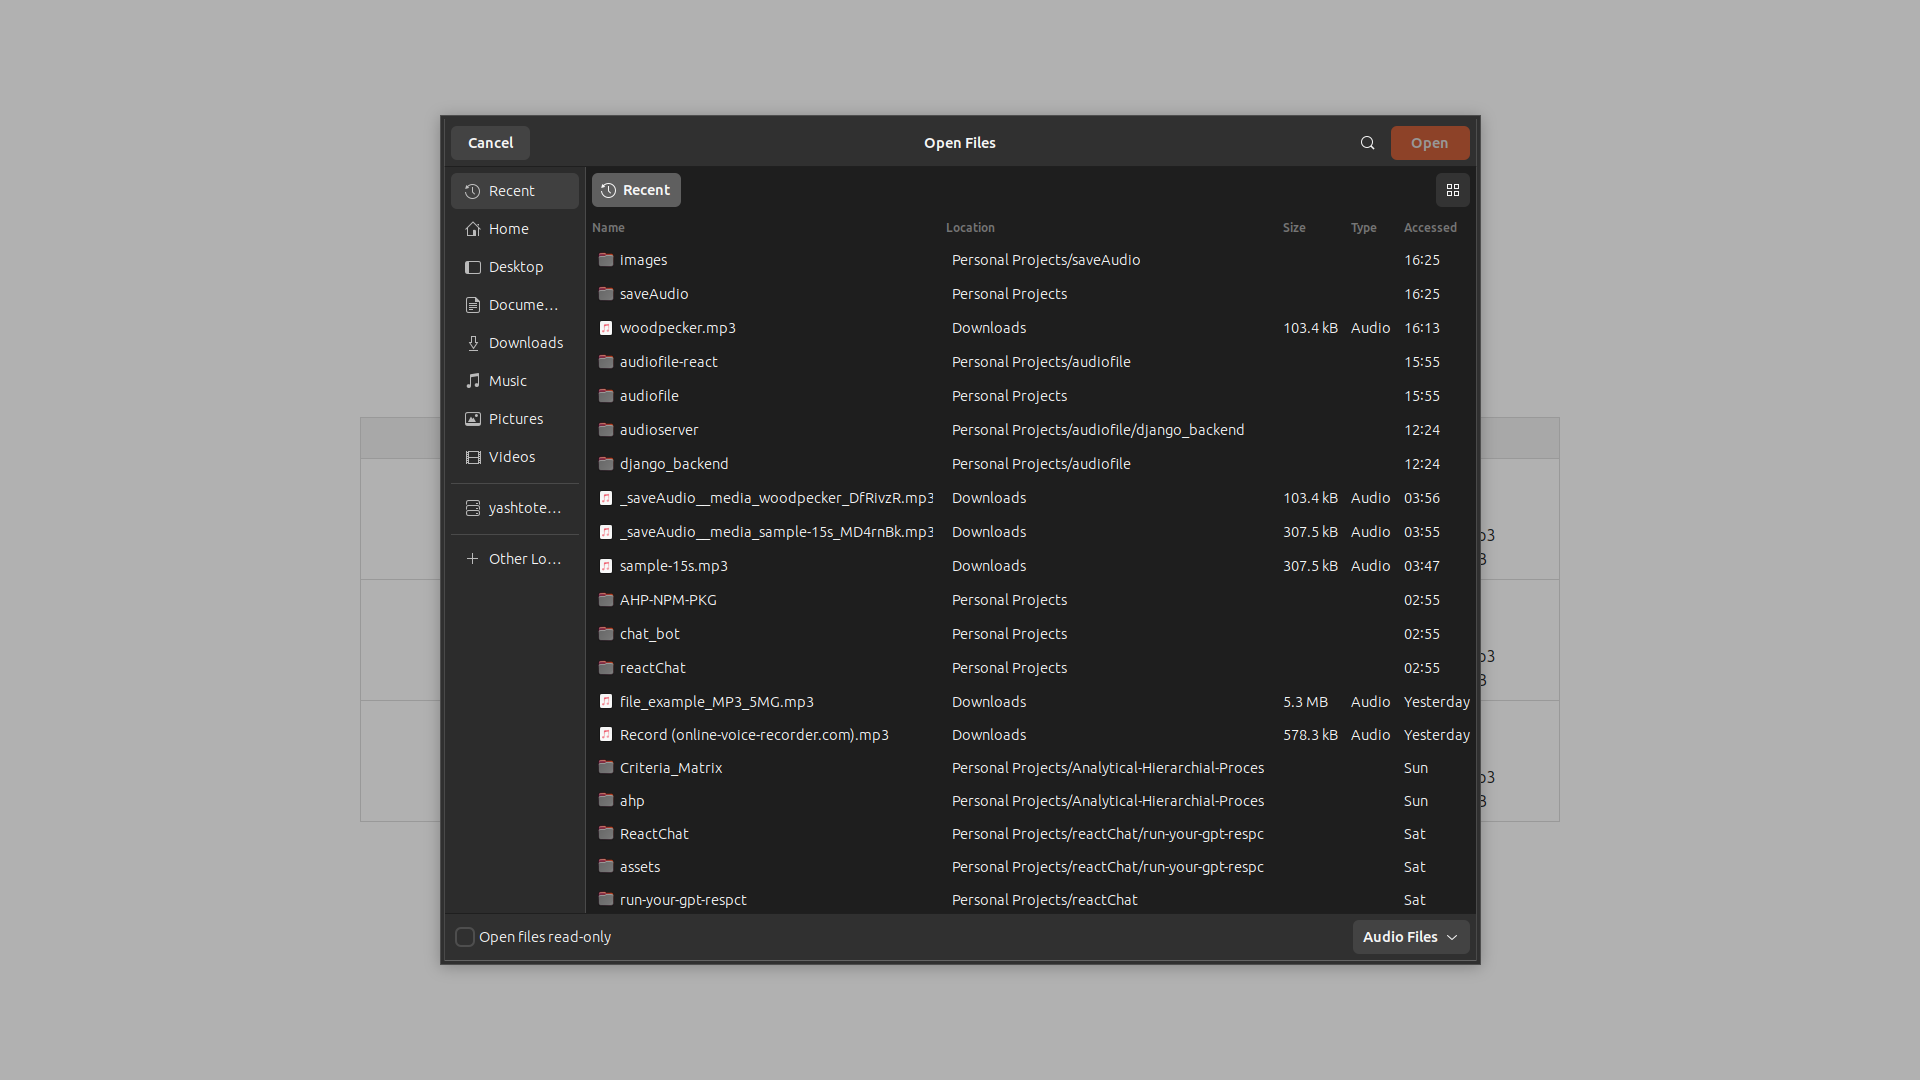 Cancel
Open Files
Open
Recent
Home
Desktop
Docume...
Downloads
Music
Pictures
Videos
yashtote...
Other Lo...
Recent
Name Location Size Type Accessed
Images Personal Projects/saveAudio 16:25
saveAudio Personal Projects 16:25
woodpecker.mp3 Downloads 103.4 kB Audio 16:13
audiofile-react Personal Projects/audiofile 15:55
audiofile Personal Projects 15:55
audioserver Personal Projects/audiofile/django_backend 12:24
django_backend Personal Projects/audiofile 12:24
_saveAudio__media_woodpecker_DfRivzR.mp3 Downloads 103.4 kB Audio 03:56
_saveAudio__media_sample-15s_MD4rnBk.mp3 Downloads 307.5 kB Audio 03:55
sample-15s.mp3 Downloads 307.5 kB Audio 03:47
AHP-NPM-PKG Personal Projects 02:55
chat_bot Personal Projects 02:55
reactChat Personal Projects 02:55
file_example_MP3_5MG.mp3 Downloads 5.3 MB Audio Yesterday
Record (online-voice-recorder.com).mp3 Downloads 578.3 kB Audio Yesterday
Criteria_Matrix Personal Projects/Analytical-Hierarchial-Proces Sun
ahp Personal Projects/Analytical-Hierarchial-Proces Sun
ReactChat Personal Projects/reactChat/run-your-gpt-respc Sat
assets Personal Projects/reactChat/run-your-gpt-respc Sat
run-your-gpt-respct Personal Projects/reactChat Sat
Open files read-only
Audio Files